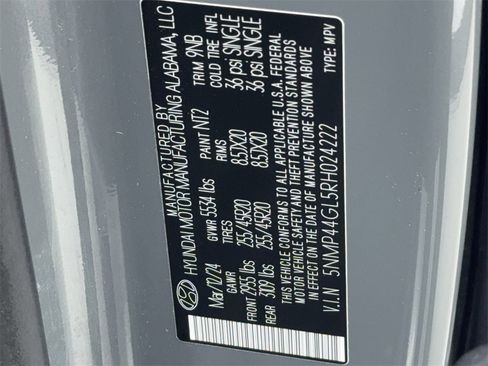 MANUFACTURED BY
HYUNDAI MOTOR MANUFACTURING ALABAMA, LLC
Mar/12/24 GVWR 5534 lbs PAINT NT2 TRIM 9NB
GAWR TIRES RIMS COLD TIRE INFL
FRONT 2955 lbs 255/45R20 8.5JX20 36 psi SINGLE
REAR 3109 lbs 255/45R20 8.5JX20 36 psi SINGLE
THIS VEHICLE CONFORMS TO ALL APPLICABLE U.S.A. FEDERAL
MOTOR VEHICLE SAFETY AND THEFT PREVENTION STANDARDS
IN EFFECT ON THE DATE OF MANUFACTURE SHOWN ABOVE.
V.I.N 5NMP44GL5RH024222 TYPE: MPV